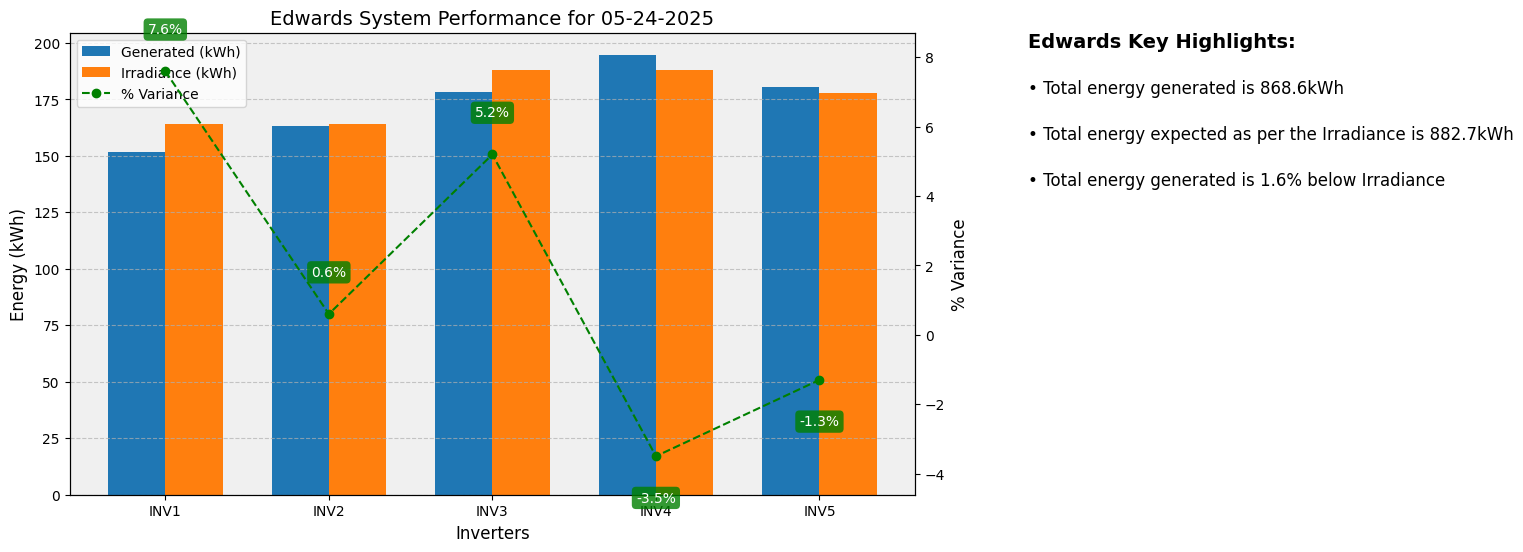 Edwards System Performance for 05-24-2025
7.6%
Generated (kWh)
Irradiance (kWh)
% Variance
5.2%
0.6%
-1.3%
-3.5%
200
175
150
125
100
75
50
25
0
Energy (kWh)
8
6
4
2
0
−2
−4
% Variance
INV1
INV2
INV3
INV4
INV5
Inverters
Edwards Key Highlights:
• Total energy generated is 868.6kWh
• Total energy expected as per the Irradiance is 882.7kWh
• Total energy generated is 1.6% below Irradiance